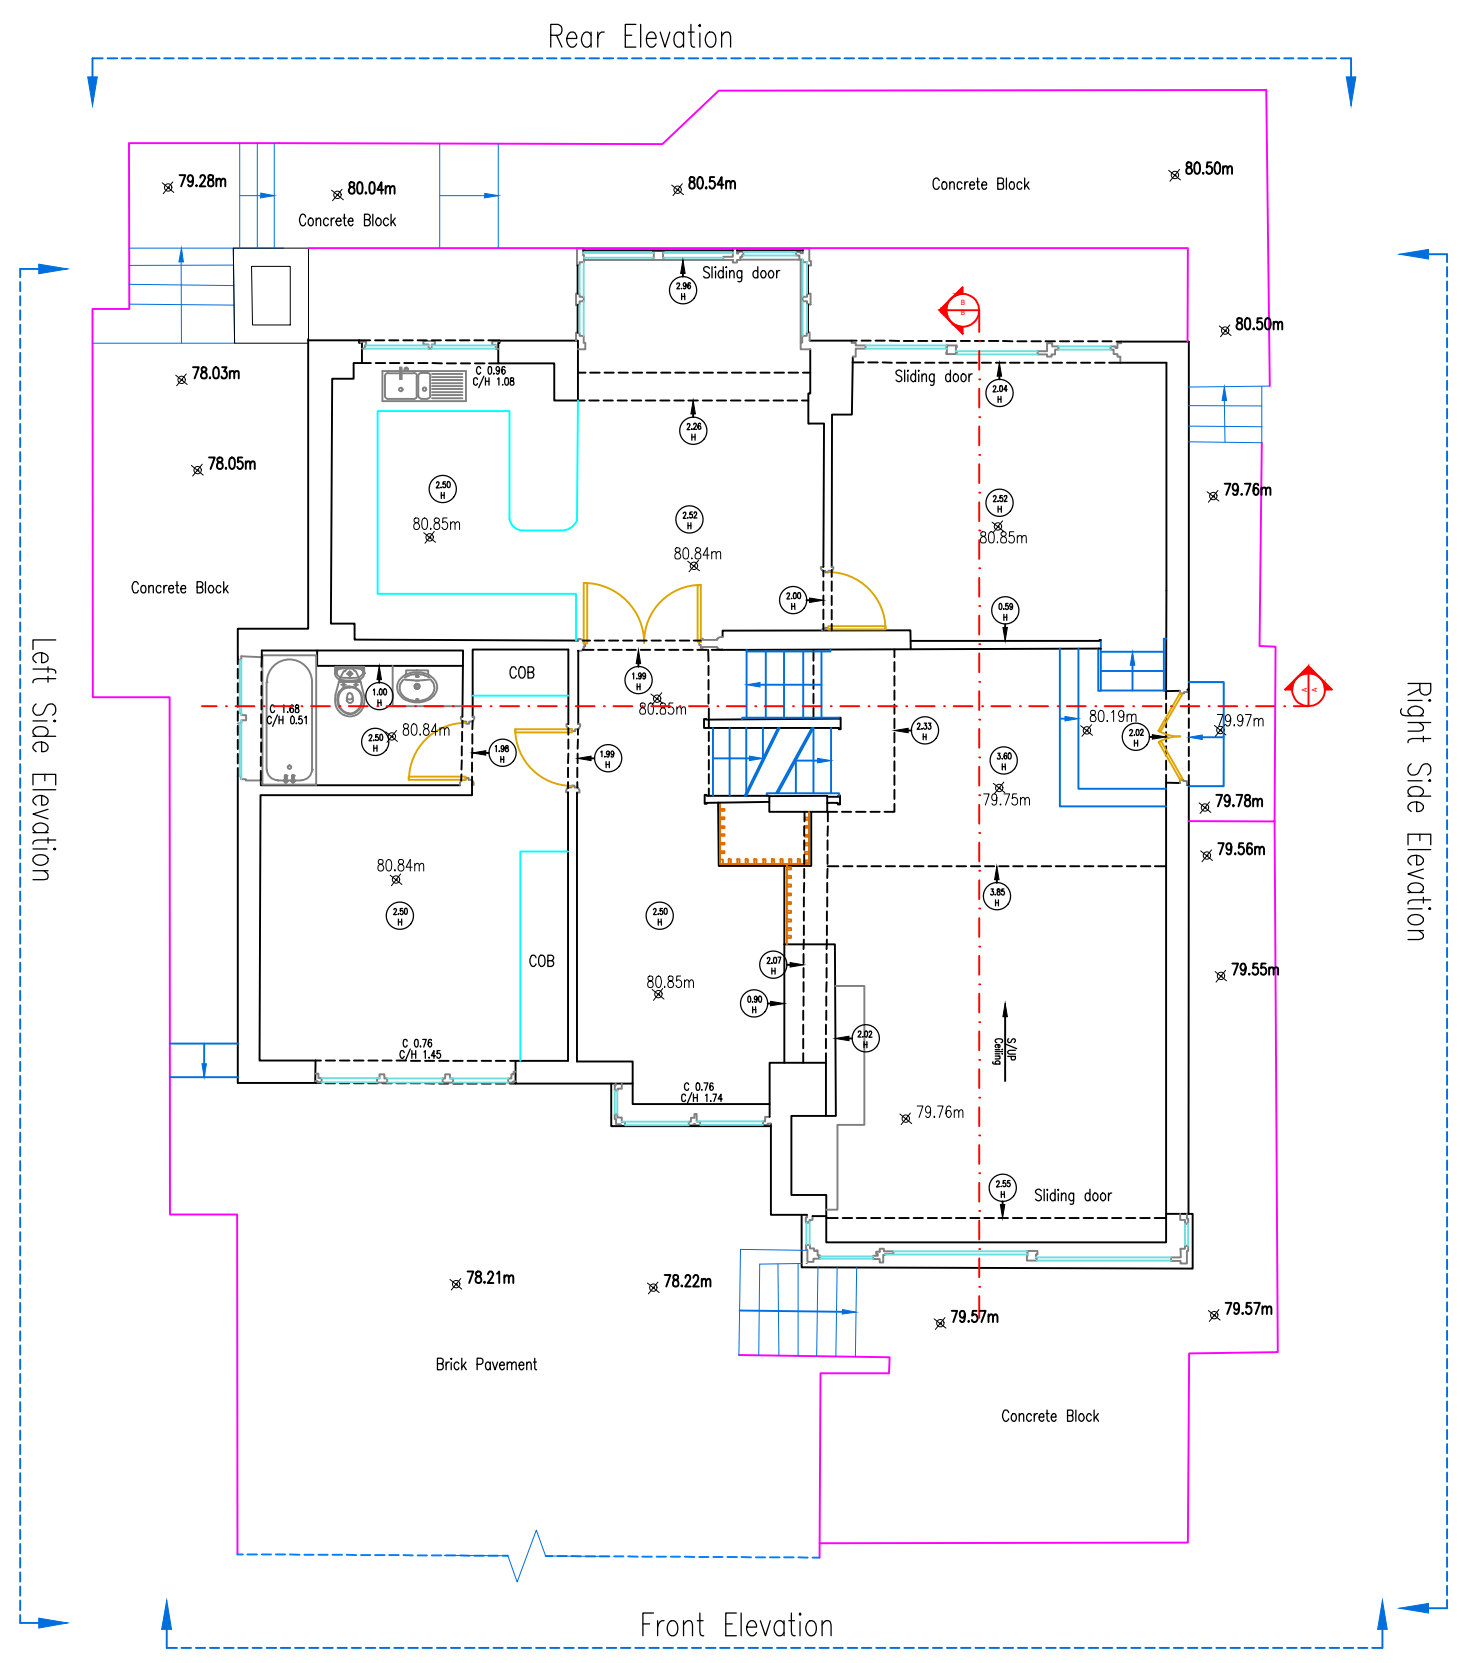 Rear Elevation
79.28m
80.04m
Concrete Block
80.54m
Concrete Block
80.50m
Sliding door
2.96
H
B
B
80.50m
78.03m
C 0.96
C/H 1.08
Sliding door
2.04
H
2.26
H
78.05m
2.50
H
80.85m
2.52
H
80.84m
2.52
H
80.85m
79.76m
Concrete Block
2.00
H
0.59
H
Left Side Elevation
Right Side Elevation
COB
1.99
H
80.85m
1.00
H
C 1.68
C/H 0.51
80.84m
2.50
H
1.98
H
1.99
H
2.33
H
80.19m
2.02
H
79.97m
A
A
3.60
H
79.75m
79.78m
79.56m
80.84m
2.50
H
2.50
H
3.85
H
COB
2.07
H
80.85m
0.90
H
2.02
H
79.55m
S/UP
Ceiling
C 0.76
C/H 1.45
C 0.76
C/H 1.74
79.76m
2.55
H
Sliding door
78.21m
78.22m
79.57m
79.57m
Brick Pavement
Concrete Block
Front Elevation